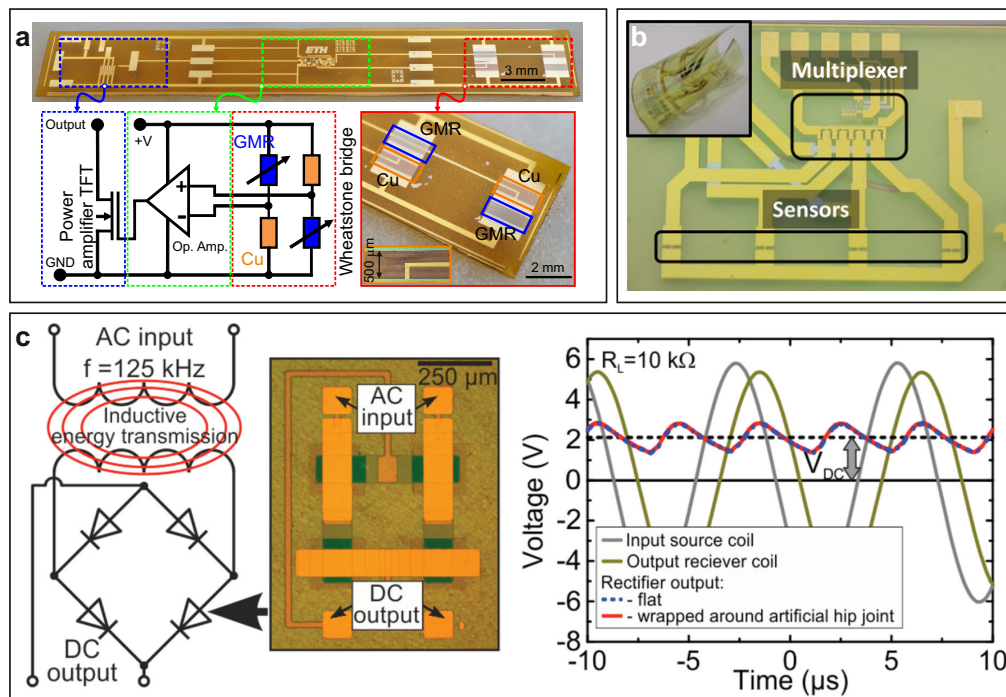 a
ETH
3 mm
Output
+V
GMR
Power
amplifier TFT
Op. Amp.
GND
Cu
Wheatstone bridge
GMR
Cu
GMR
500 µm
2 mm
b
Multiplexer
Sensors
c
AC input
f =125 kHz
Inductive
energy transmission
DC
output
250 µm
AC
input
DC
output
R_L=10 kΩ
V_DC
Voltage (V)
6
4
2
0
-2
-4
-6
-8
Input source coil
Output reciever coil
Rectifier output:
- flat
- wrapped around artificial hip joint
-10
-5
0
5
10
Time (µs)